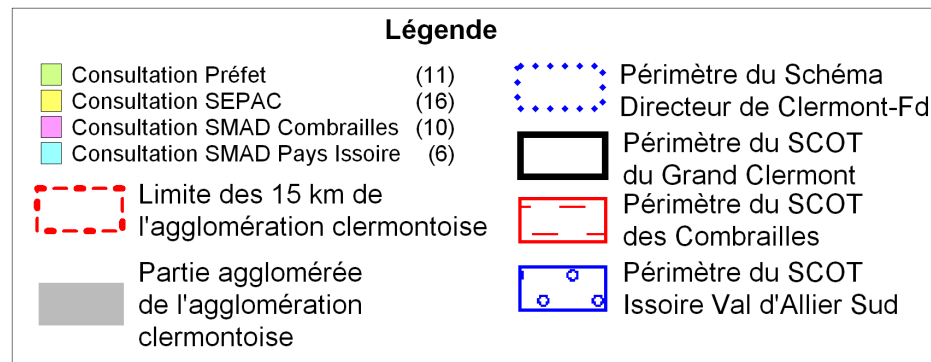 Légende
Consultation Préfet (11)
Consultation SEPAC (16)
Consultation SMAD Combrailles (10)
Consultation SMAD Pays Issoire (6)
Limite des 15 km de
l'agglomération clermontoise
Partie agglomérée
de l'agglomération
clermontoise
Périmètre du Schéma
Directeur de Clermont-Fd
Périmètre du SCOT
du Grand Clermont
Périmètre du SCOT
des Combrailles
Périmètre du SCOT
Issoire Val d'Allier Sud